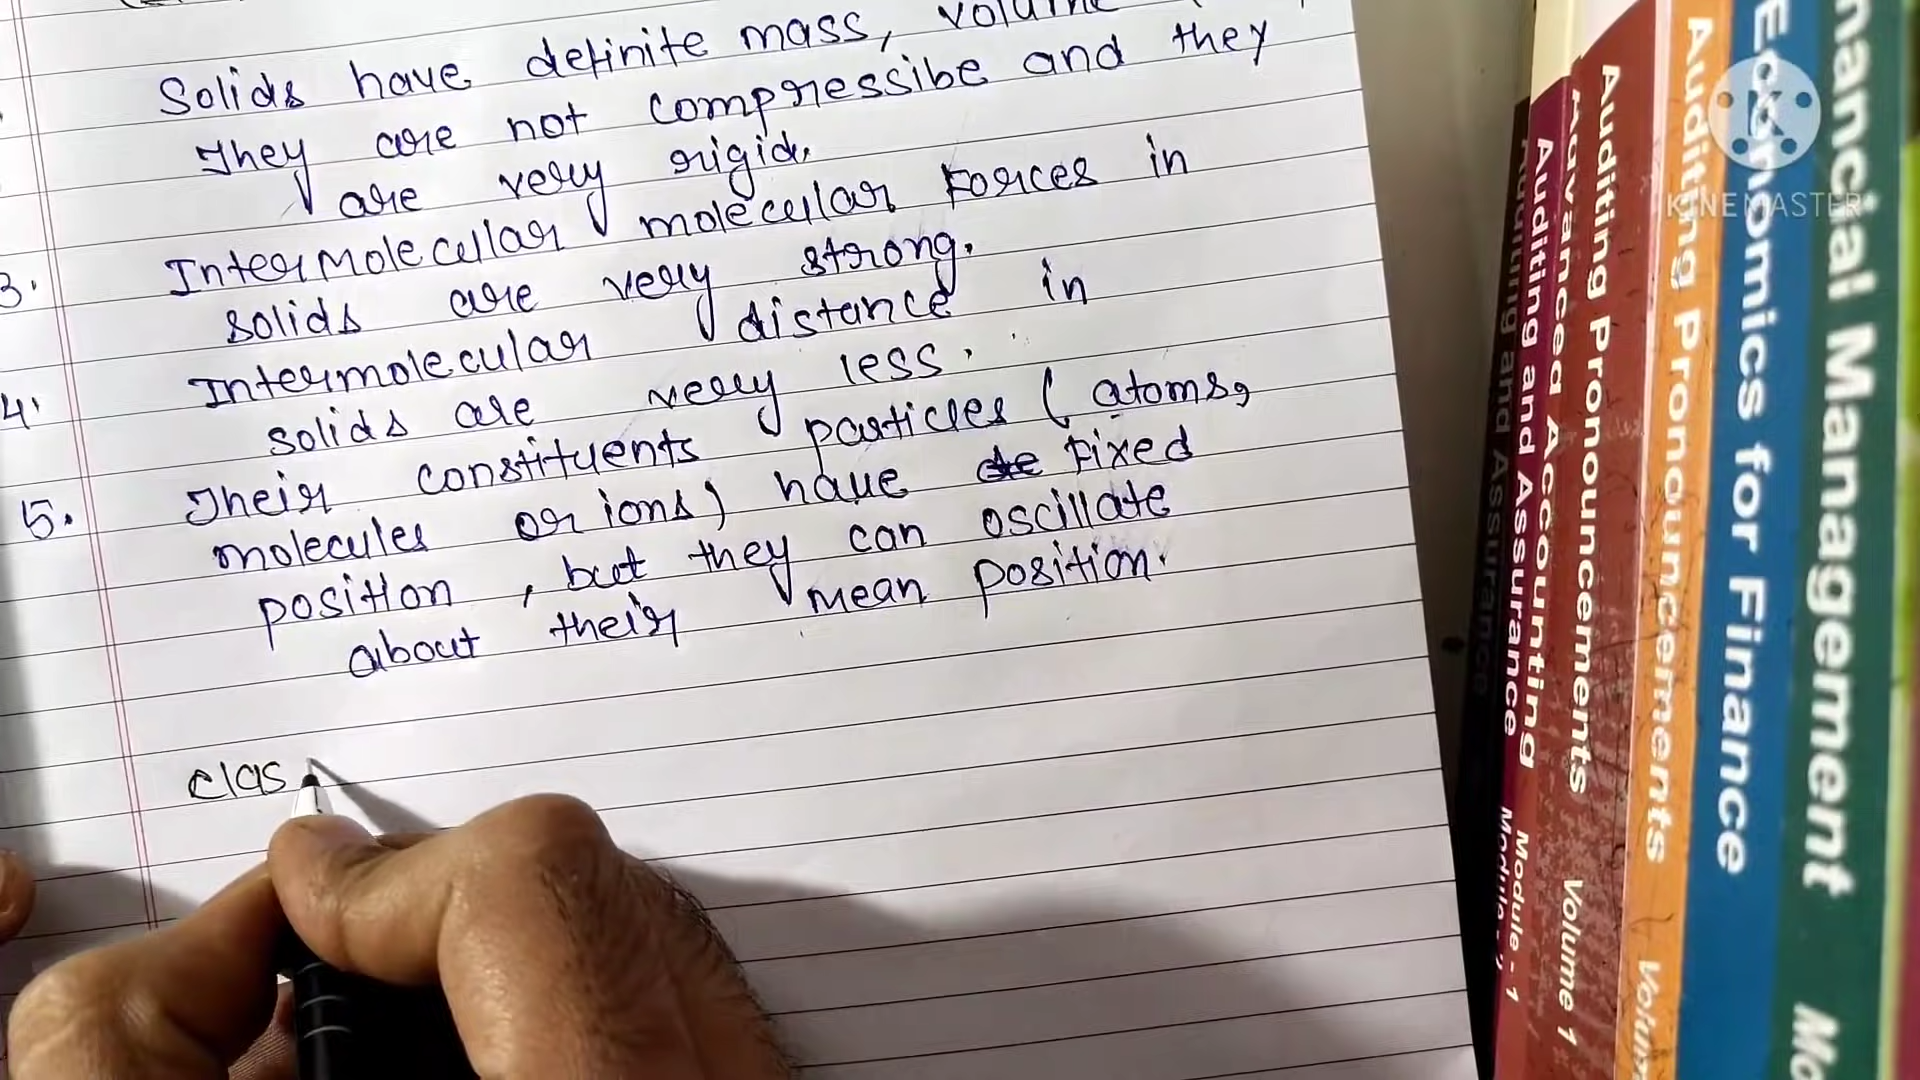 Solids have definite mass, volume
They are not compressibe and they
are very rigid.
3. Intermolecular molecular Forces in
solids are very strong.
4. Intermolecular distance in
solids are very less.
5. Their constituents particles (atoms,
molecules or ions) have de fixed
position, but they can oscillate
about their mean position.
Clas
Auditing and Assurance
Auditing and Assurance Module - 1
Advanced Accounting
Auditing Pronouncements Volume 1
Auditing Pronouncements
Economics for Finance
nancial Management Mo
KINEMASTER